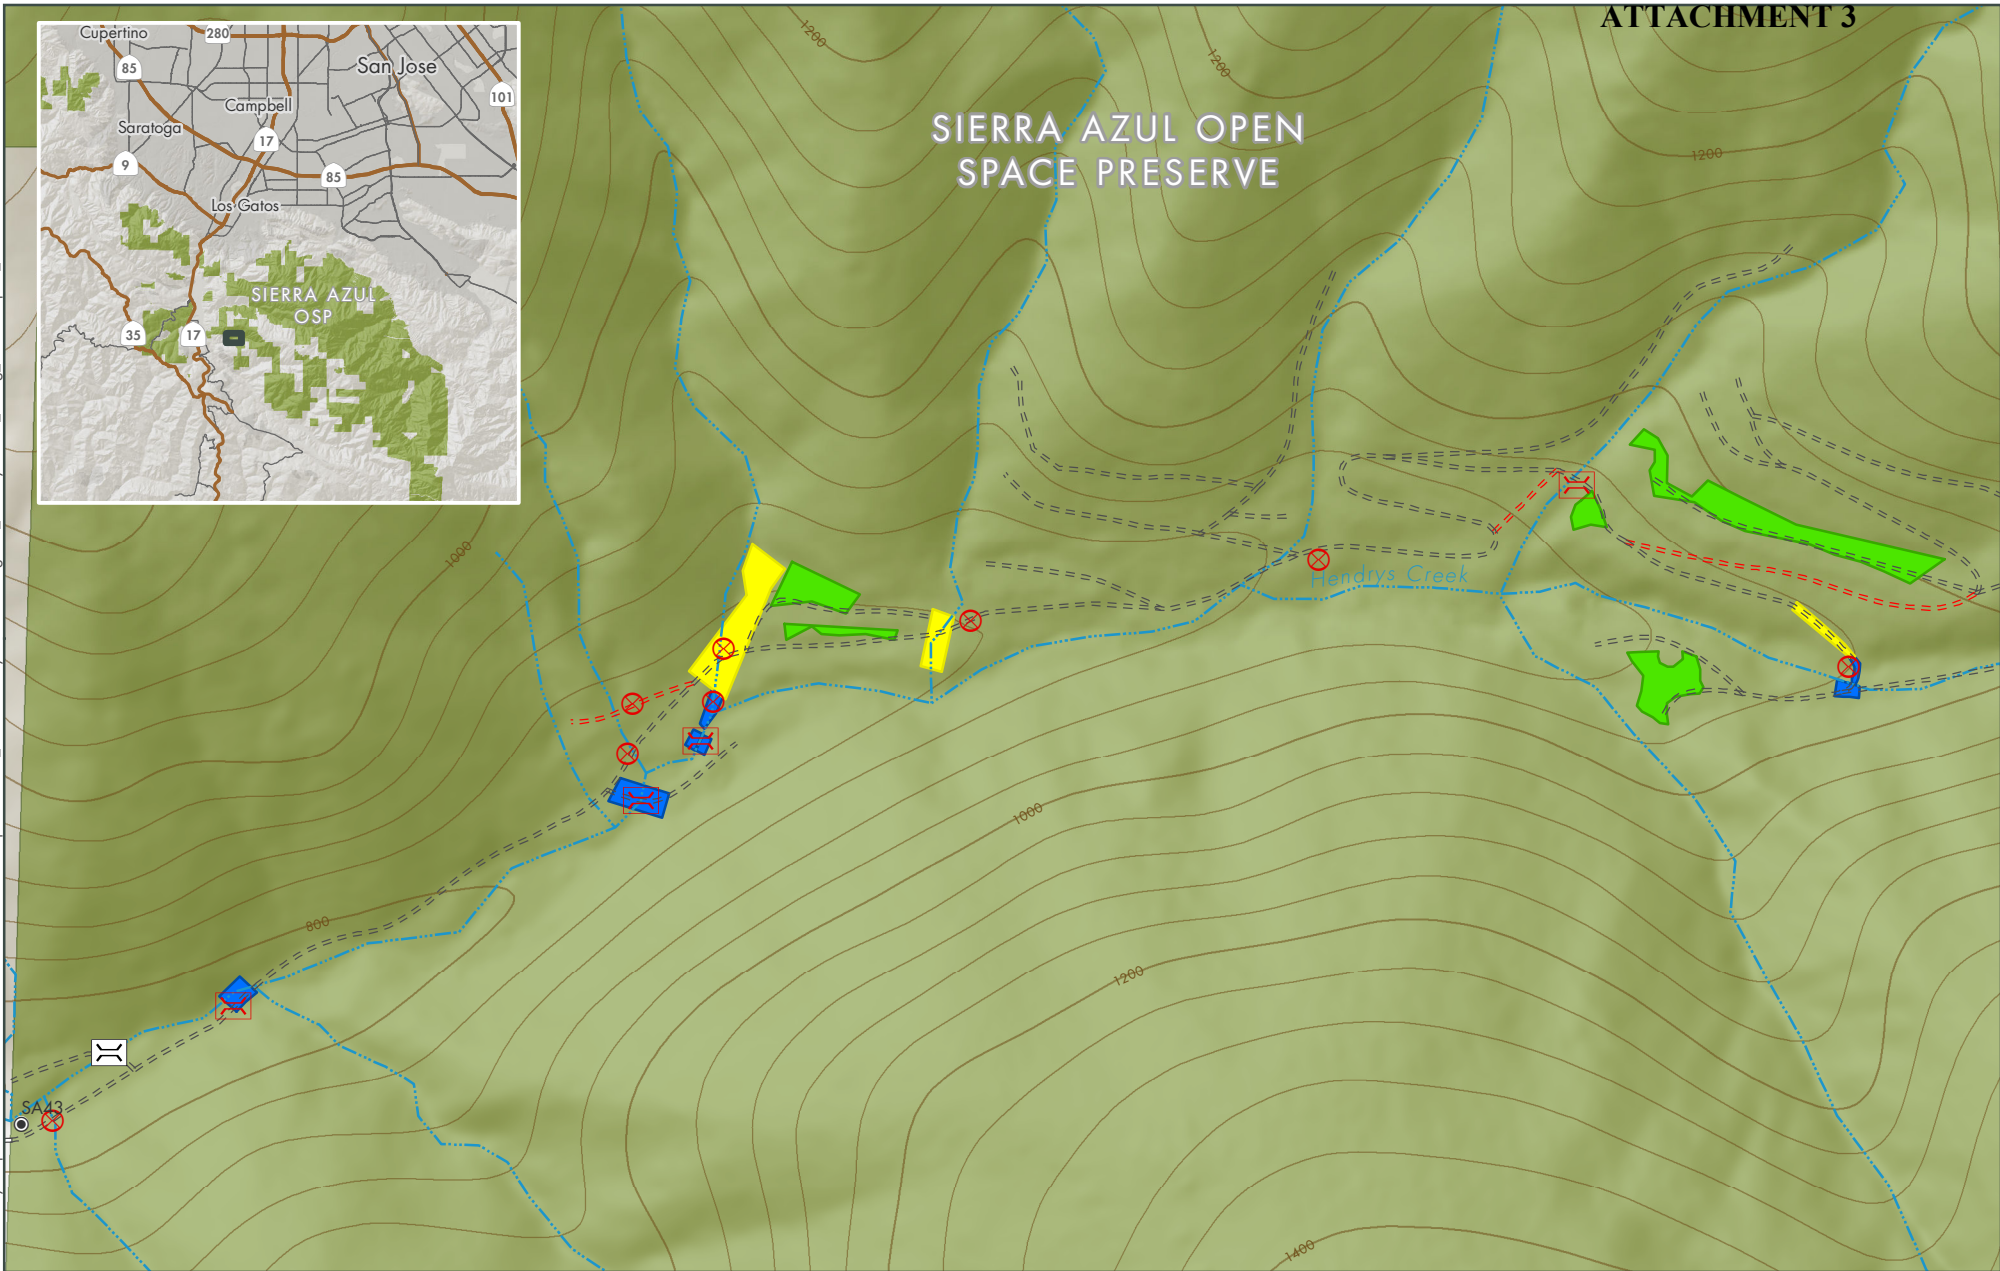 ATTACHMENT 3
Cupertino
280
85
San Jose
101
Campbell
Saratoga
17
9
85
Los Gatos
SIERRA AZUL
OSP
35
17
1200
1200
SIERRA AZUL OPEN
SPACE PRESERVE
1200
1000
Hendrys Creek
1000
800
1200
SA43
1400